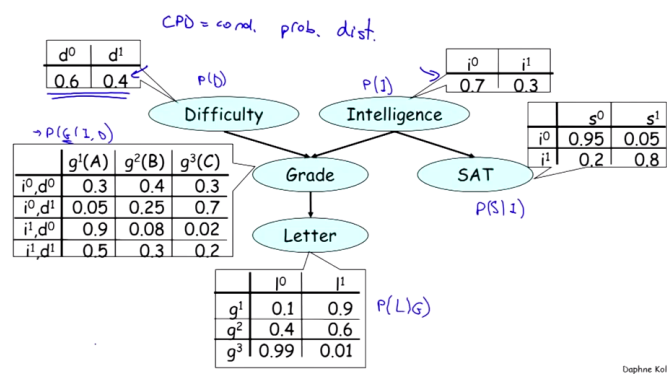 CPD = cond. prob. dist.
d⁰ d¹
0.6 0.4
P(D)
P(I)
i⁰ i¹
0.7 0.3
Difficulty
Intelligence
s⁰ s¹
i⁰ 0.95 0.05
i¹ 0.2 0.8
→ P(G|I,D)
g¹(A) g²(B) g³(C)
i⁰,d⁰ 0.3 0.4 0.3
i⁰,d¹ 0.05 0.25 0.7
i¹,d⁰ 0.9 0.08 0.02
i¹,d¹ 0.5 0.3 0.2
Grade
SAT
P(S|I)
Letter
l⁰ l¹
g¹ 0.1 0.9
g² 0.4 0.6
g³ 0.99 0.01
P(L|G)
Daphne Kol